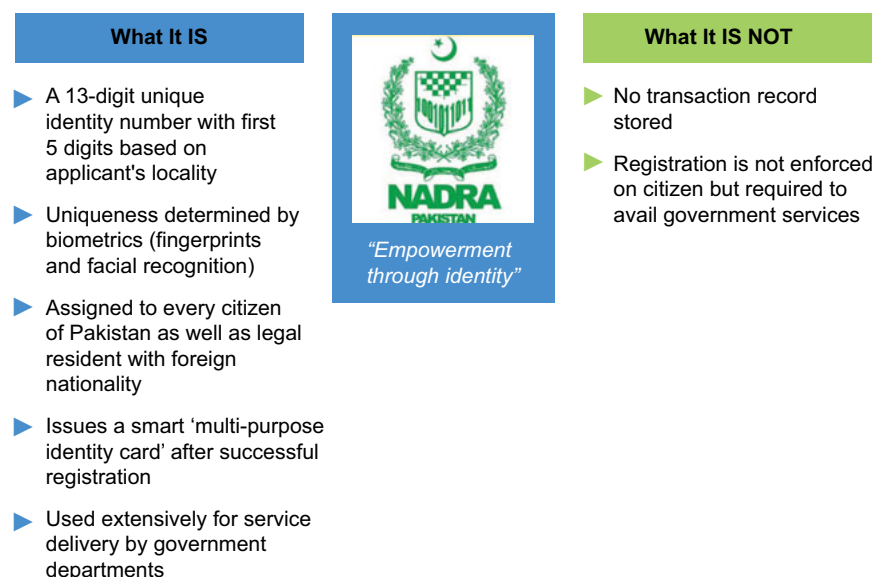 What It IS
A 13-digit unique
identity number with first
5 digits based on
applicant's locality
Uniqueness determined by
biometrics (fingerprints
and facial recognition)
Assigned to every citizen
of Pakistan as well as legal
resident with foreign
nationality
Issues a smart ‘multi-purpose
identity card’ after successful
registration
Used extensively for service
delivery by government
departments
1001011011
NADRA
PAKISTAN
“Empowerment
through identity”
What It IS NOT
No transaction record
stored
Registration is not enforced
on citizen but required to
avail government services